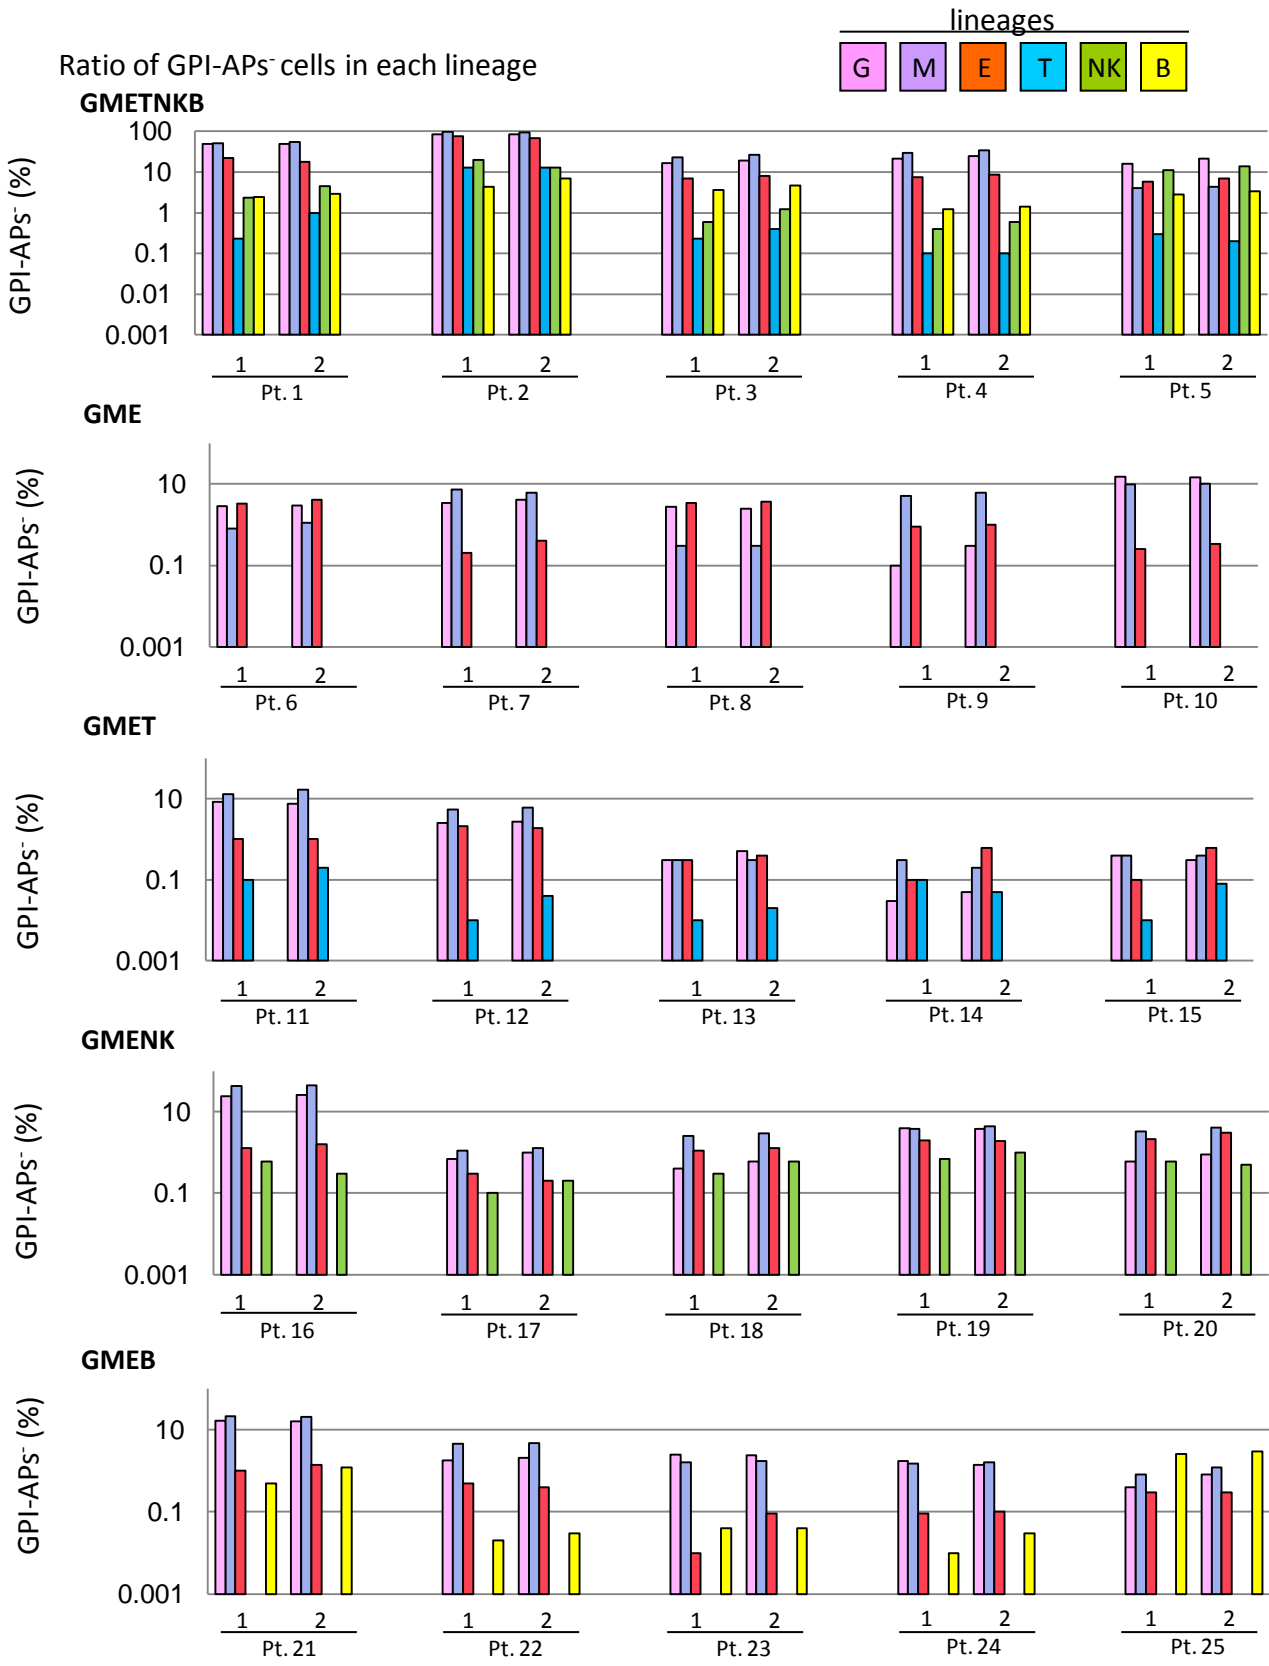 lineages
Ratio of GPI-APs⁻ cells in each lineage
G M E T NK B
GMETNKB
GPI-APs⁻ (%)
100
10
1
0.1
0.01
0.001
1 2 1 2 1 2 1 2 1 2
Pt. 1 Pt. 2 Pt. 3 Pt. 4 Pt. 5
GME
GPI-APs⁻ (%)
10
0.1
0.001
1 2 1 2 1 2 1 2 1 2
Pt. 6 Pt. 7 Pt. 8 Pt. 9 Pt. 10
GMET
GPI-APs⁻ (%)
10
0.1
0.001
1 2 1 2 1 2 1 2 1 2
Pt. 11 Pt. 12 Pt. 13 Pt. 14 Pt. 15
GMENK
GPI-APs⁻ (%)
10
0.1
0.001
1 2 1 2 1 2 1 2 1 2
Pt. 16 Pt. 17 Pt. 18 Pt. 19 Pt. 20
GMEB
GPI-APs⁻ (%)
10
0.1
0.001
1 2 1 2 1 2 1 2 1 2
Pt. 21 Pt. 22 Pt. 23 Pt. 24 Pt. 25